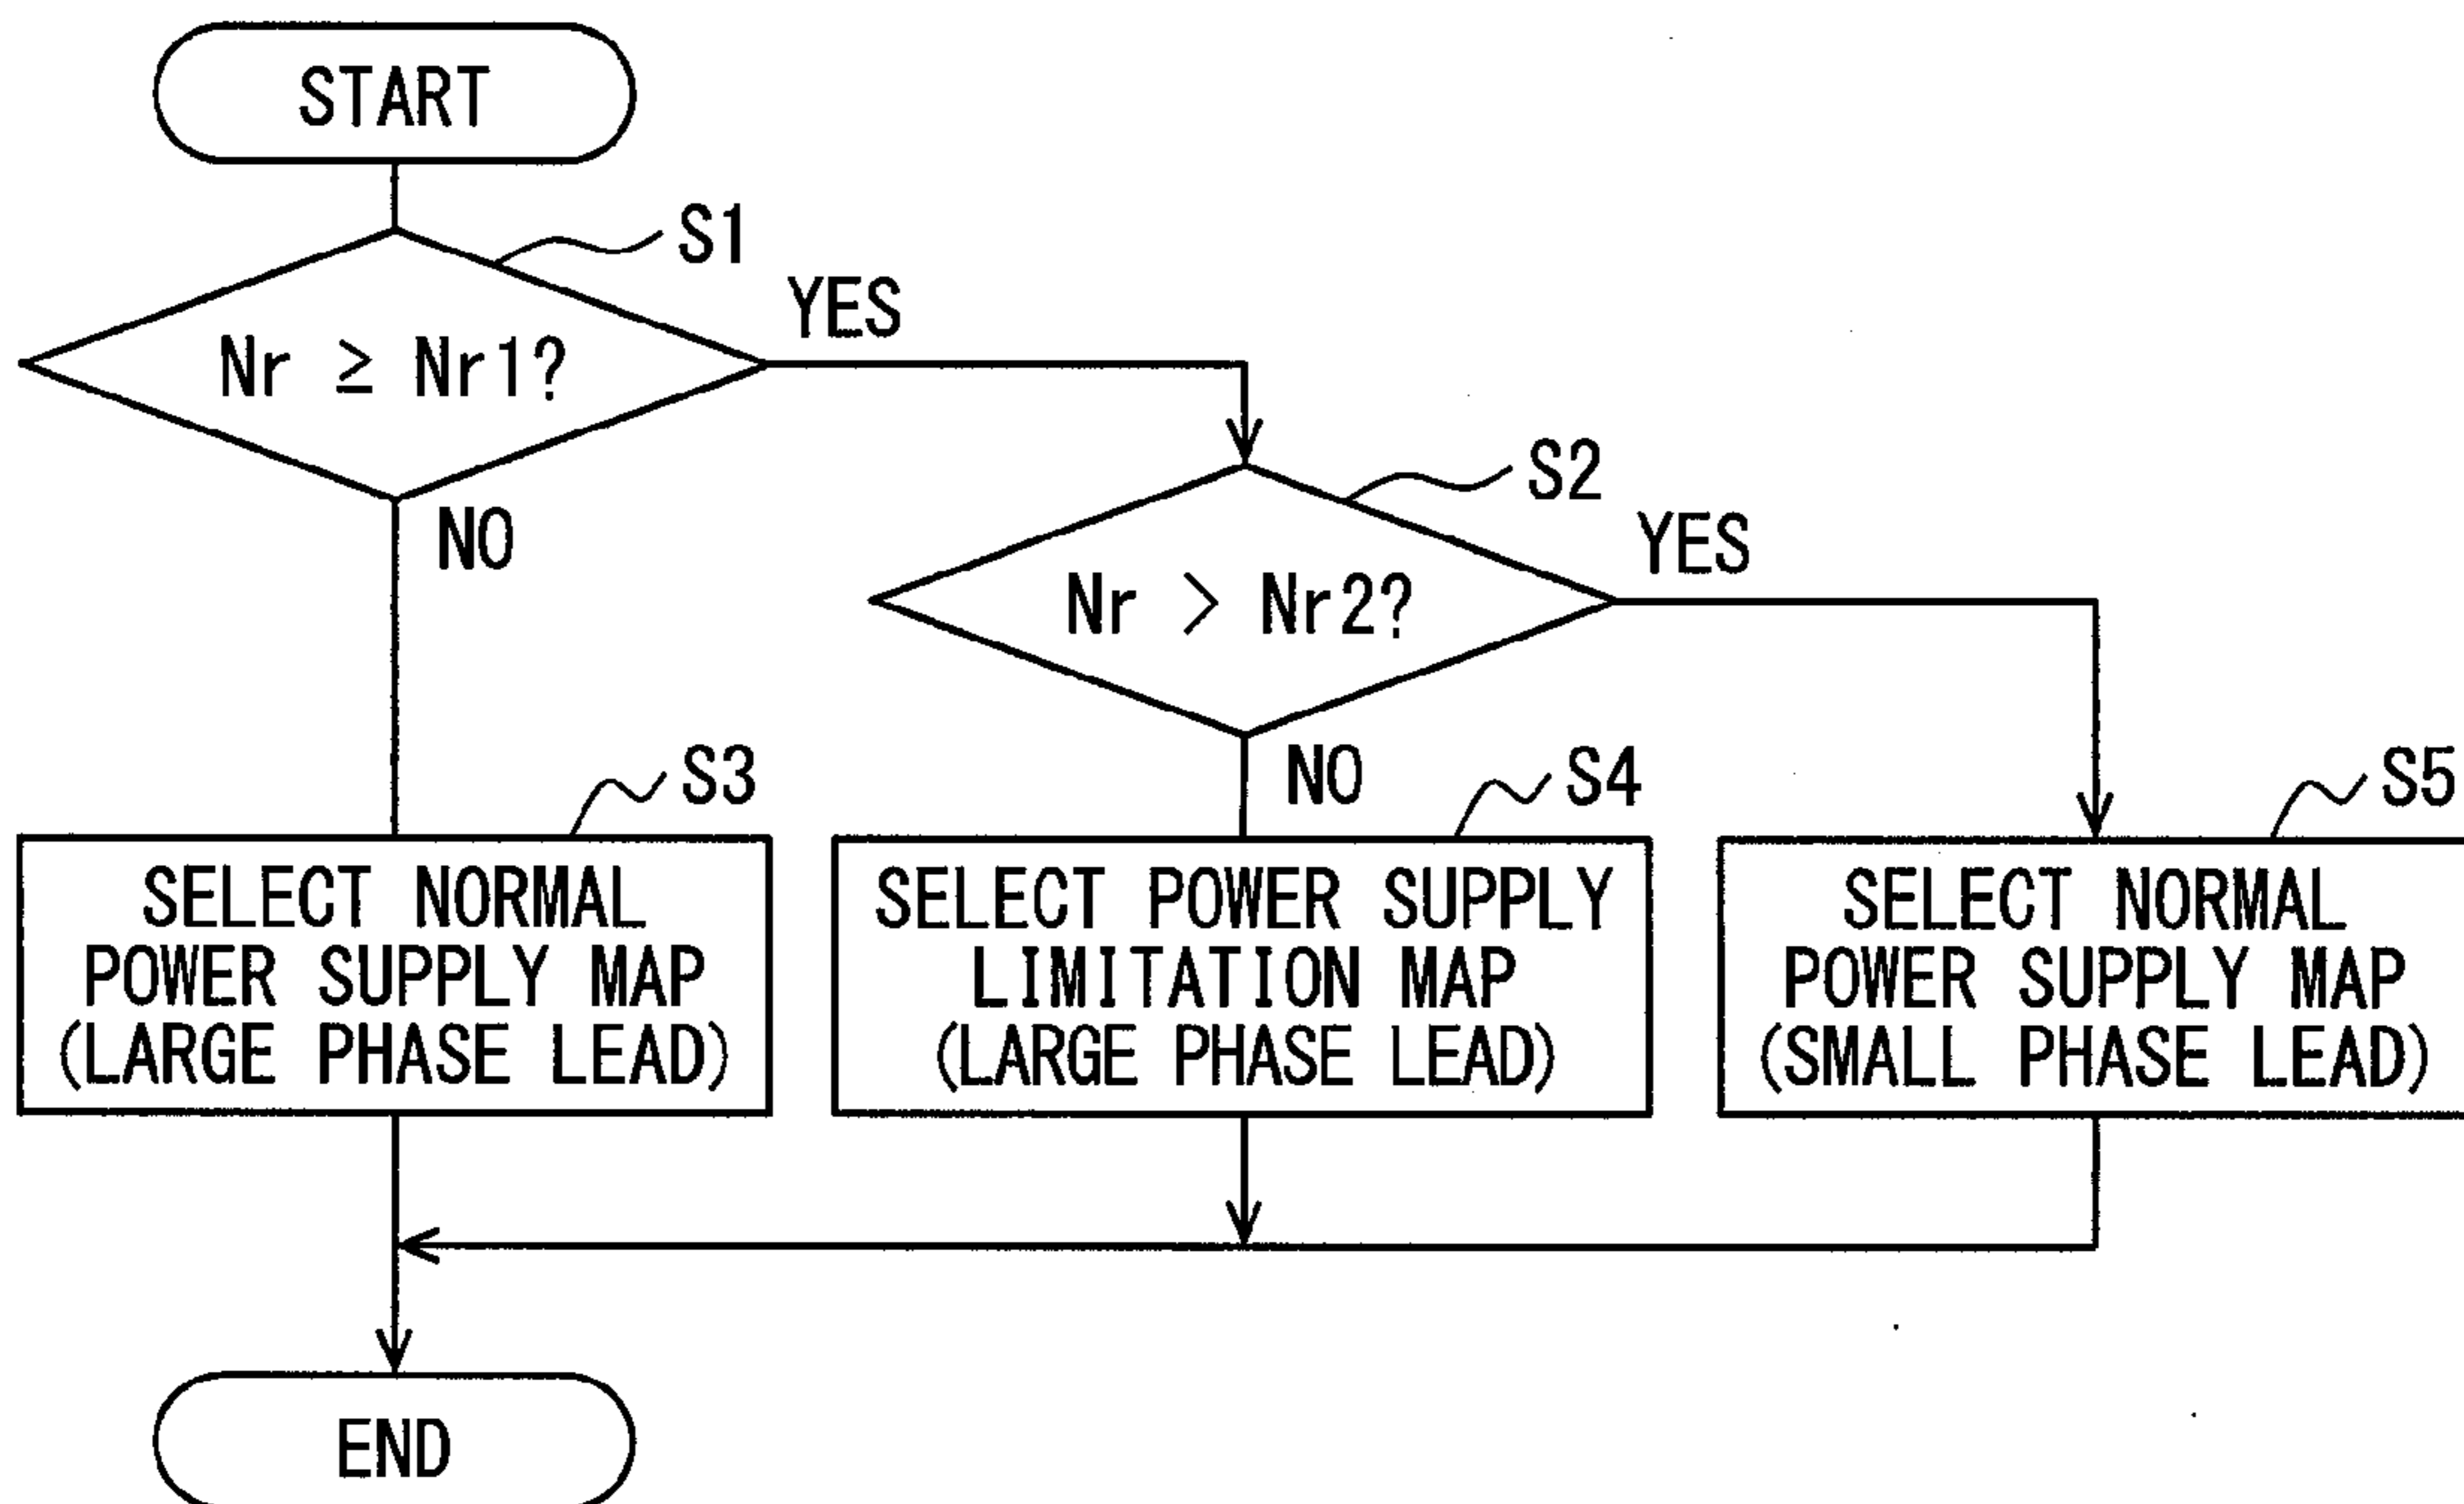 START
S1
YES
Nr ≥ Nr1?
NO
S2
YES
Nr > Nr2?
NO
S3
SELECT NORMAL
POWER SUPPLY MAP
(LARGE PHASE LEAD)
S4
SELECT POWER SUPPLY
LIMITATION MAP
(LARGE PHASE LEAD)
S5
SELECT NORMAL
POWER SUPPLY MAP
(SMALL PHASE LEAD)
END